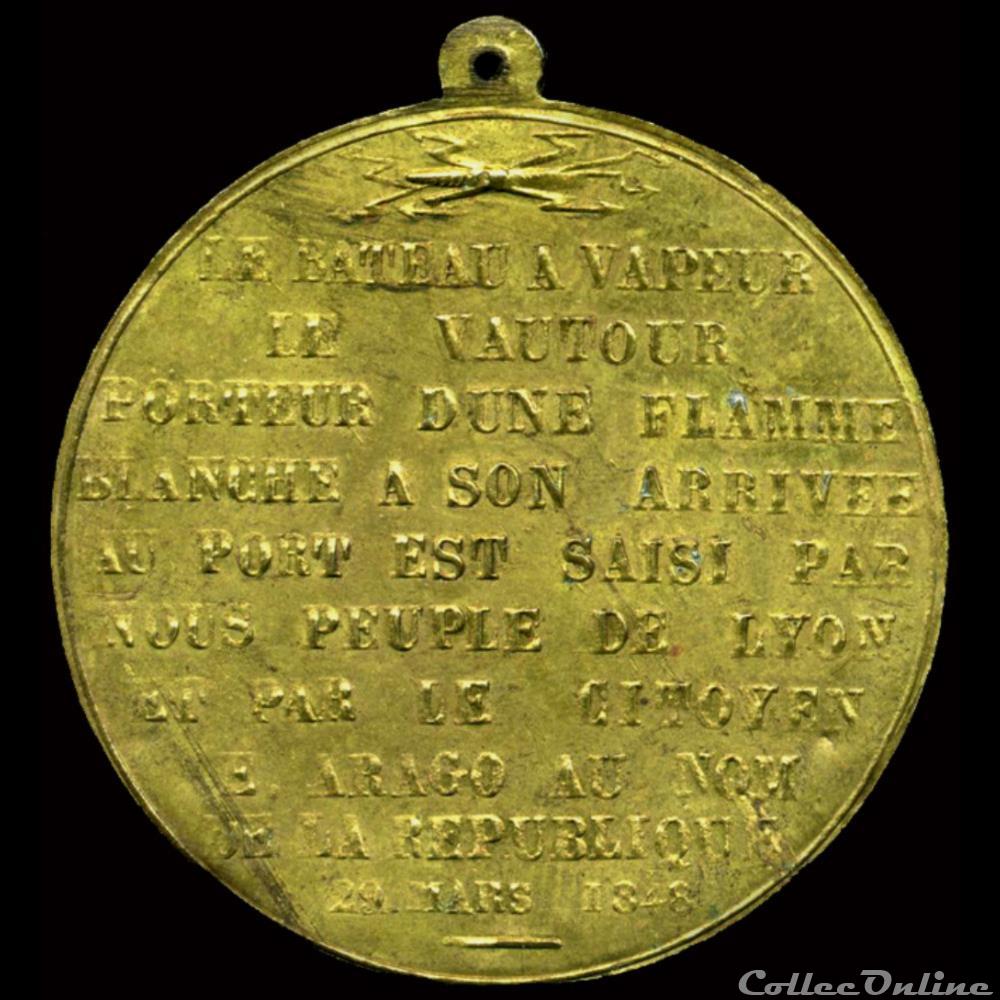 LE BATEAU A VAPEUR
LE VAUTOUR
PORTEUR DUNE FLAMME
BLANCHE A SON ARRIVEE
AU PORT EST SAISI PAR
NOUS PEUPLE DE LYON
ET PAR LE CITOYEN
E. ARAGO AU NOM
DE LA REPUBLIQUE
29. MARS 1848
CollecOnline